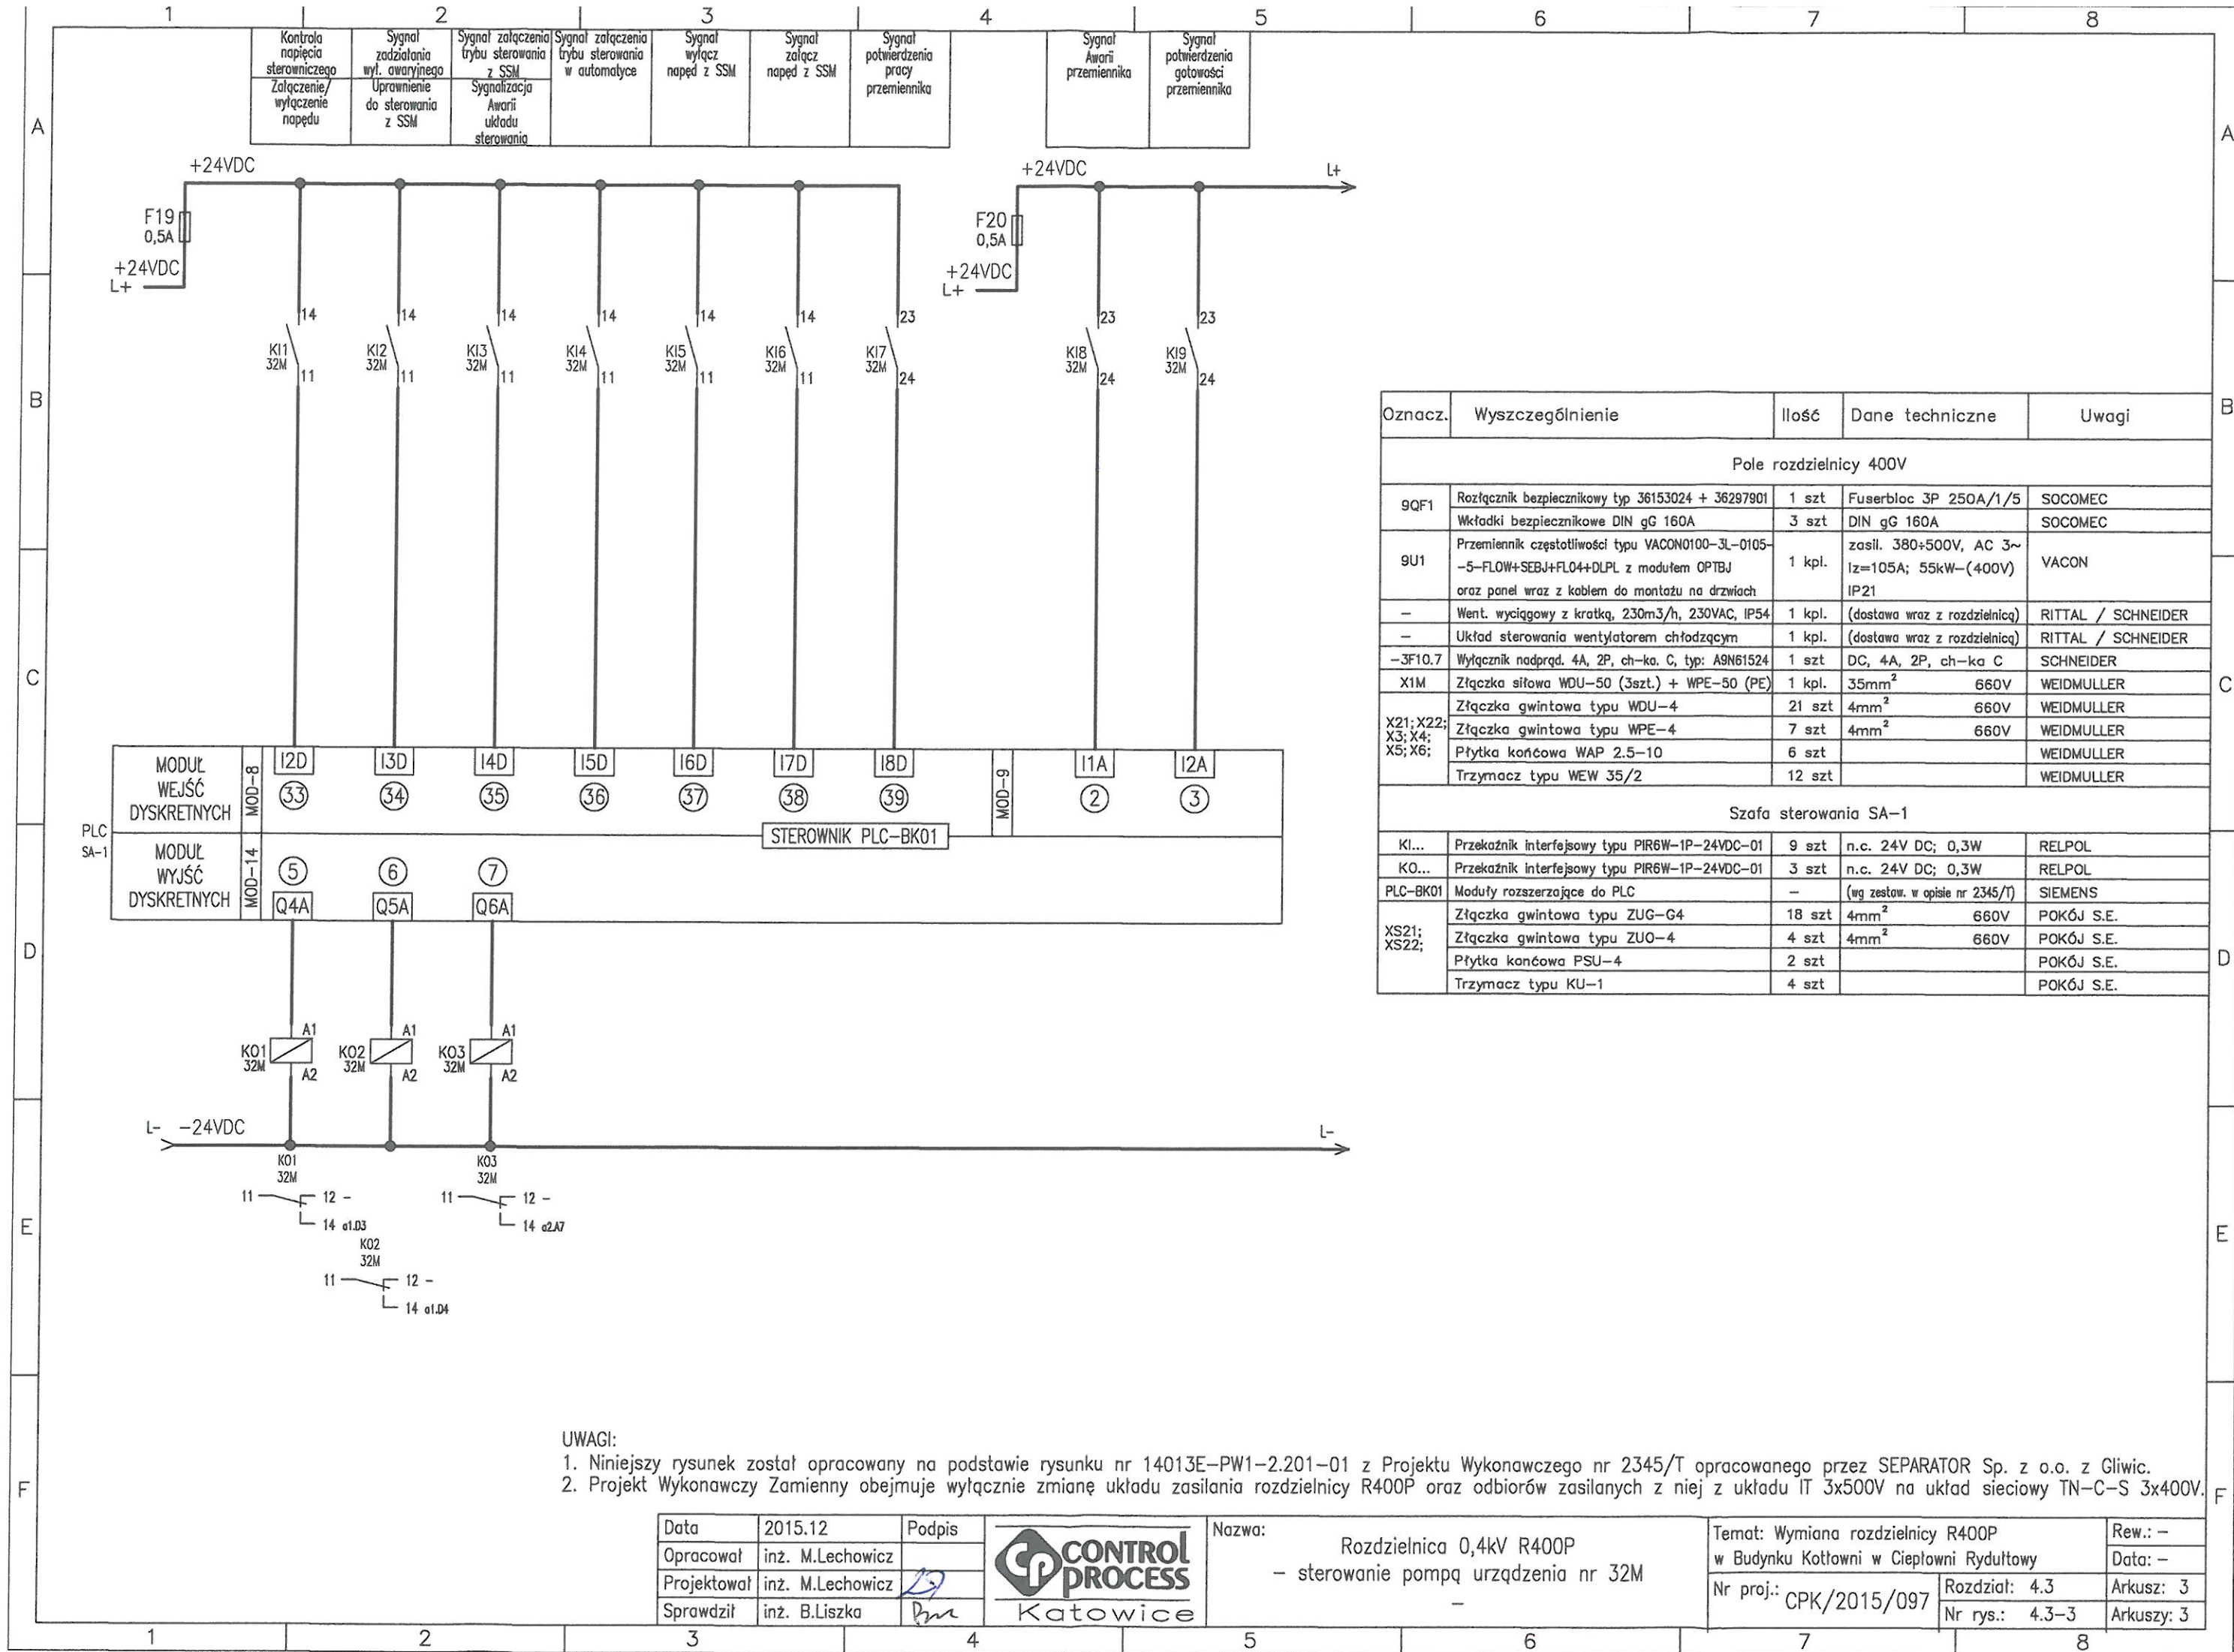 1 2 3 4 5 6 7 8
Kontrola
napięcia
sterowniczego
Załączenie/
wyłączenie
napędu
Sygnał
zadziałania
wył. awaryjnego
Uprawnienie
do sterowania
z SSM
Sygnał załączenia
trybu sterowania
z SSM
Sygnalizacja
Awarii
układu
sterowania
Sygnał załączenia
trybu sterowania
w automatyce
Sygnał
wyłącz
napęd z SSM
Sygnał
załącz
napęd z SSM
Sygnał
potwierdzenia
pracy
przemiennika
Sygnał
Awarii
przemiennika
Sygnał
potwierdzenia
gotowości
przemiennika
A A
+24VDC +24VDC L+
F19
0,5A
F20
0,5A
+24VDC
L+
+24VDC
L+
14 14 14 14 14 14 23 23 23
KI1
32M
KI2
32M
KI3
32M
KI4
32M
KI5
32M
KI6
32M
KI7
32M
KI8
32M
KI9
32M
11 11 11 11 11 11 24 24 24
B B
C C
MODUŁ
WEJŚĆ
DYSKRETNYCH
MOD-8
I2D I3D I4D I5D I6D I7D I8D
33 34 35 36 37 38 39
MOD-9
I1A I2A
2 3
PLC
SA-1
STEROWNIK PLC-BK01
MODUŁ
WYJŚĆ
DYSKRETNYCH
MOD-14
5 6 7
Q4A Q5A Q6A
D D
A1 A1 A1
K01
32M
K02
32M
K03
32M
A2 A2 A2
L- -24VDC L-
K01
32M
11 12 -
14 a1.D3
K03
32M
11 12 -
14 a2.A7
K02
32M
11 12 -
14 a1.D4
E E
Oznacz. Wyszczególnienie Ilość Dane techniczne Uwagi
Pole rozdzielnicy 400V
9QF1 Rozłącznik bezpiecznikowy typ 36153024 + 36297901 1 szt Fuserbloc 3P 250A/1/5 SOCOMEC
Wkładki bezpiecznikowe DIN gG 160A 3 szt DIN gG 160A SOCOMEC
9U1 Przemiennik częstotliwości typu VACON0100-3L-0105- 1 kpl. zasil. 380÷500V, AC 3~ VACON
-5-FLOW+SEBJ+FL04+DLPL z modułem OPTBJ Iz=105A; 55kW-(400V)
oraz panel wraz z kablem do montażu na drzwiach IP21
- Went. wyciągowy z kratką, 230m3/h, 230VAC, IP54 1 kpl. (dostawa wraz z rozdzielnicą) RITTAL / SCHNEIDER
- Układ sterowania wentylatorem chłodzącym 1 kpl. (dostawa wraz z rozdzielnicą) RITTAL / SCHNEIDER
-3F10.7 Wyłącznik nadprąd. 4A, 2P, ch-ka. C, typ: A9N61524 1 szt DC, 4A, 2P, ch-ka C SCHNEIDER
X1M Złączka siłowa WDU-50 (3szt.) + WPE-50 (PE) 1 kpl. 35mm² 660V WEIDMULLER
X21; X22;
X3; X4;
X5; X6;
Złączka gwintowa typu WDU-4 21 szt 4mm² 660V WEIDMULLER
Złączka gwintowa typu WPE-4 7 szt 4mm² 660V WEIDMULLER
Płytka końcowa WAP 2.5-10 6 szt WEIDMULLER
Trzymacz typu WEW 35/2 12 szt WEIDMULLER
Szafa sterowania SA-1
KI... Przekaźnik interfejsowy typu PIR6W-1P-24VDC-01 9 szt n.c. 24V DC; 0,3W RELPOL
KO... Przekaźnik interfejsowy typu PIR6W-1P-24VDC-01 3 szt n.c. 24V DC; 0,3W RELPOL
PLC-BK01 Moduły rozszerzające do PLC - (wg zestaw. w opisie nr 2345/T) SIEMENS
XS21;
XS22;
Złączka gwintowa typu ZUG-G4 18 szt 4mm² 660V POKÓJ S.E.
Złączka gwintowa typu ZUO-4 4 szt 4mm² 660V POKÓJ S.E.
Płytka końcowa PSU-4 2 szt POKÓJ S.E.
Trzymacz typu KU-1 4 szt POKÓJ S.E.
UWAGI:
1. Niniejszy rysunek został opracowany na podstawie rysunku nr 14013E-PW1-2.201-01 z Projektu Wykonawczego nr 2345/T opracowanego przez SEPARATOR Sp. z o.o. z Gliwic.
2. Projekt Wykonawczy Zamienny obejmuje wyłącznie zmianę układu zasilania rozdzielnicy R400P oraz odbiorów zasilanych z niej z układu IT 3x500V na układ sieciowy TN-C-S 3x400V.
F F
Data 2015.12 Podpis
Opracował inż. M.Lechowicz
Projektował inż. M.Lechowicz
Sprawdził inż. B.Liszka
CP CONTROL
PROCESS
Katowice
Nazwa:
Rozdzielnica 0,4kV R400P
- sterowanie pompą urządzenia nr 32M
-
Temat: Wymiana rozdzielnicy R400P
w Budynku Kotłowni w Ciepłowni Rydułtowy
Nr proj.: CPK/2015/097
Rozdział: 4.3
Nr rys.: 4.3-3
Rew.: -
Data: -
Arkusz: 3
Arkuszy: 3
1 2 3 4 5 6 7 8